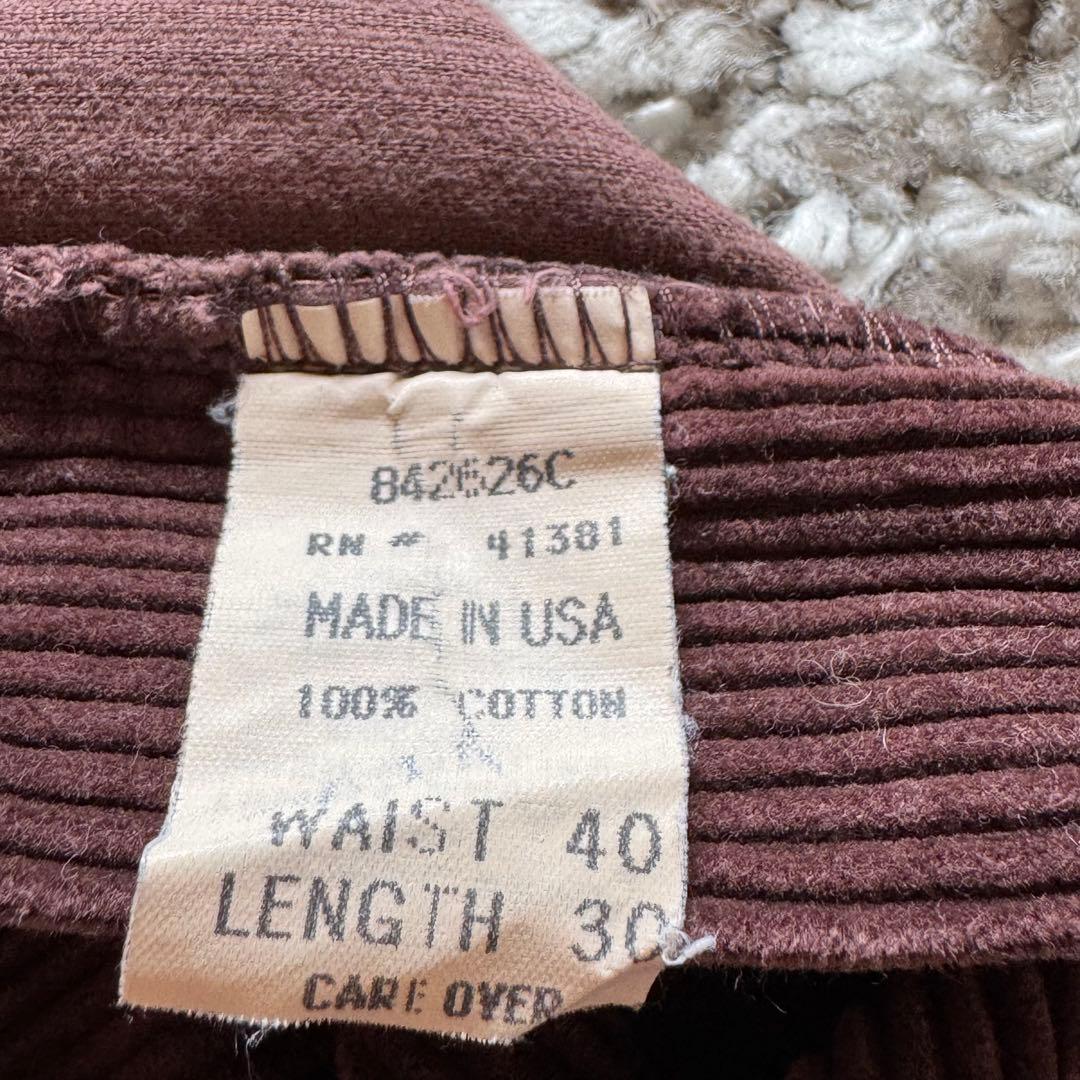 842626C
RN # 41381
MADE IN USA
100% COTTON
WAIST 40
LENGTH 30
CARE OVER